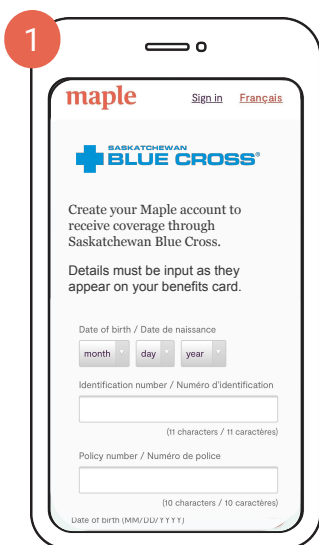 1
maple
Sign in Français
SASKATCHEWAN
BLUE CROSS®
Create your Maple account to
receive coverage through
Saskatchewan Blue Cross.
Details must be input as they
appear on your benefits card.
Date of birth / Date de naissance
month day year
Identification number / Numéro d'identification
(11 characters / 11 caractères)
Policy number / Numéro de police
(10 characters / 10 caractères)
Date of birth (MM/DD/YYYY)